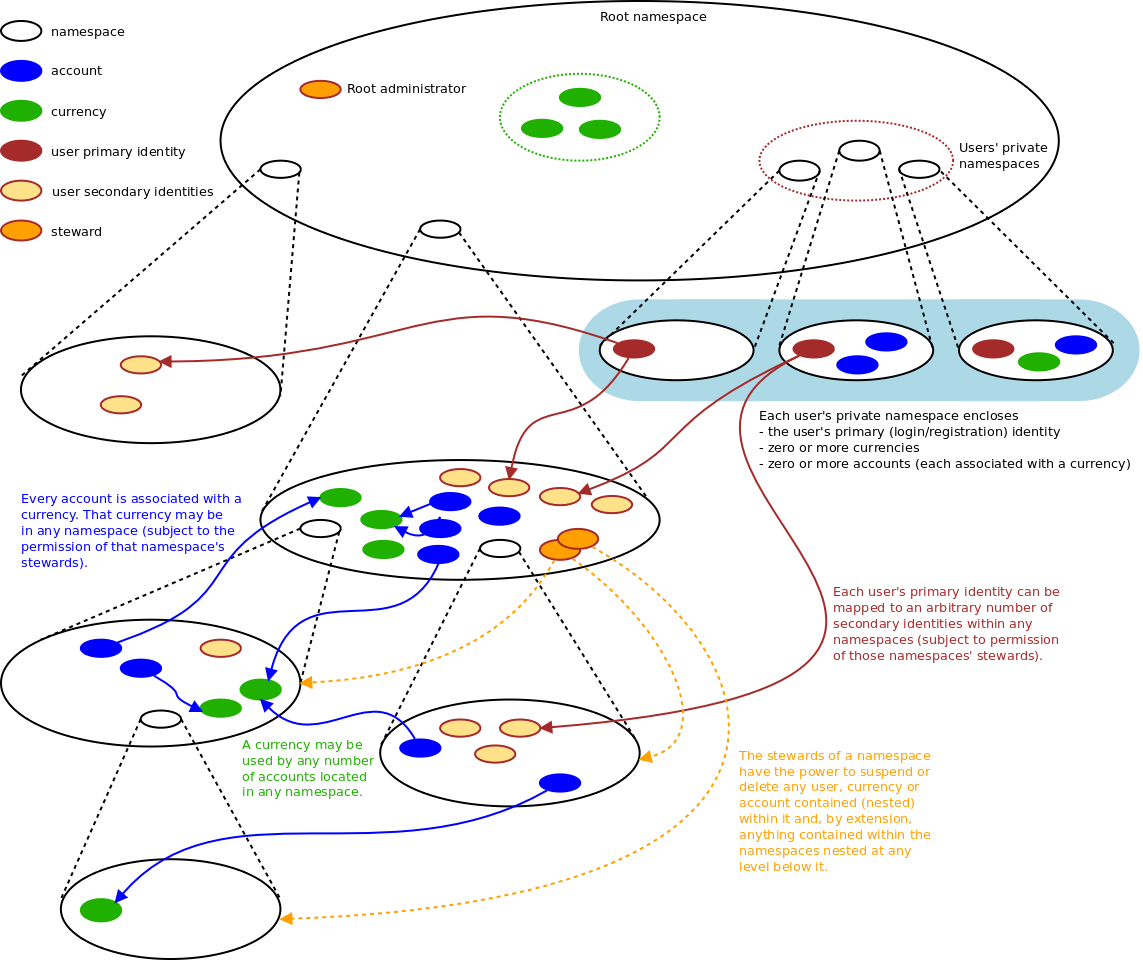 Root namespace
namespace
account
currency
user primary identity
user secondary identities
steward
Root administrator
Users' private
namespaces
Each user's private namespace encloses
- the user's primary (login/registration) identity
- zero or more currencies
- zero or more accounts (each associated with a currency)
Every account is associated with a
currency. That currency may be
in any namespace (subject to the
permission of that namespace's
stewards).
Each user's primary identity can be
mapped to an arbitrary number of
secondary identities within any
namespaces (subject to permission
of those namespaces' stewards).
A currency may be
used by any number
of accounts located
in any namespace.
The stewards of a namespace
have the power to suspend or
delete any user, currency or
account contained (nested)
within it and, by extension,
anything contained within the
namespaces nested at any
level below it.